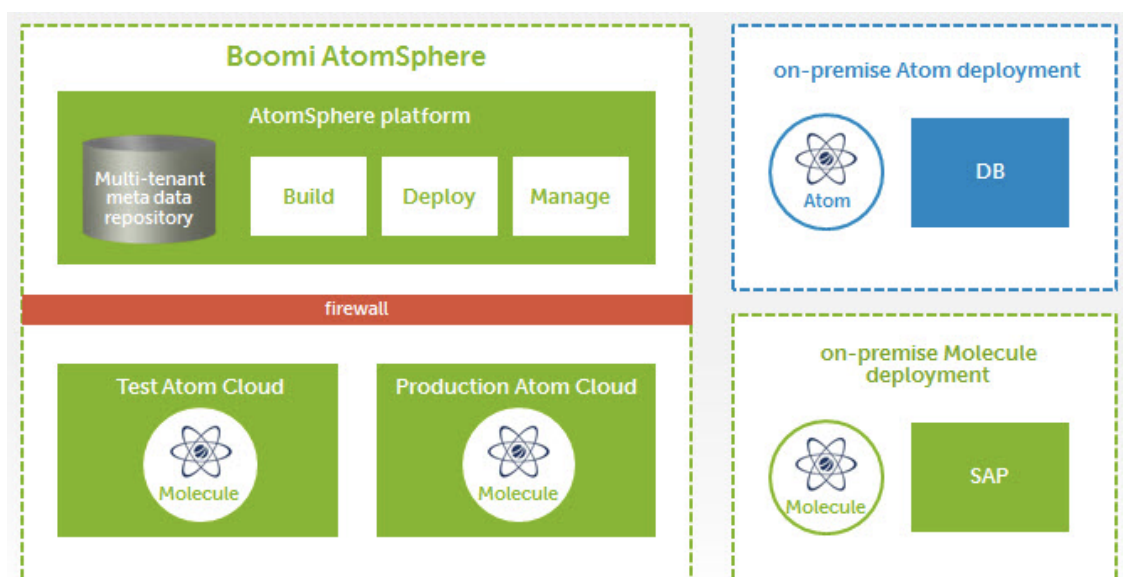 Boomi AtomSphere
AtomSphere platform
Multi-tenant
meta data
repository
Build
Deploy
Manage
firewall
Test Atom Cloud
Molecule
Production Atom Cloud
Molecule
on-premise Atom deployment
Atom
DB
on-premise Molecule
deployment
Molecule
SAP